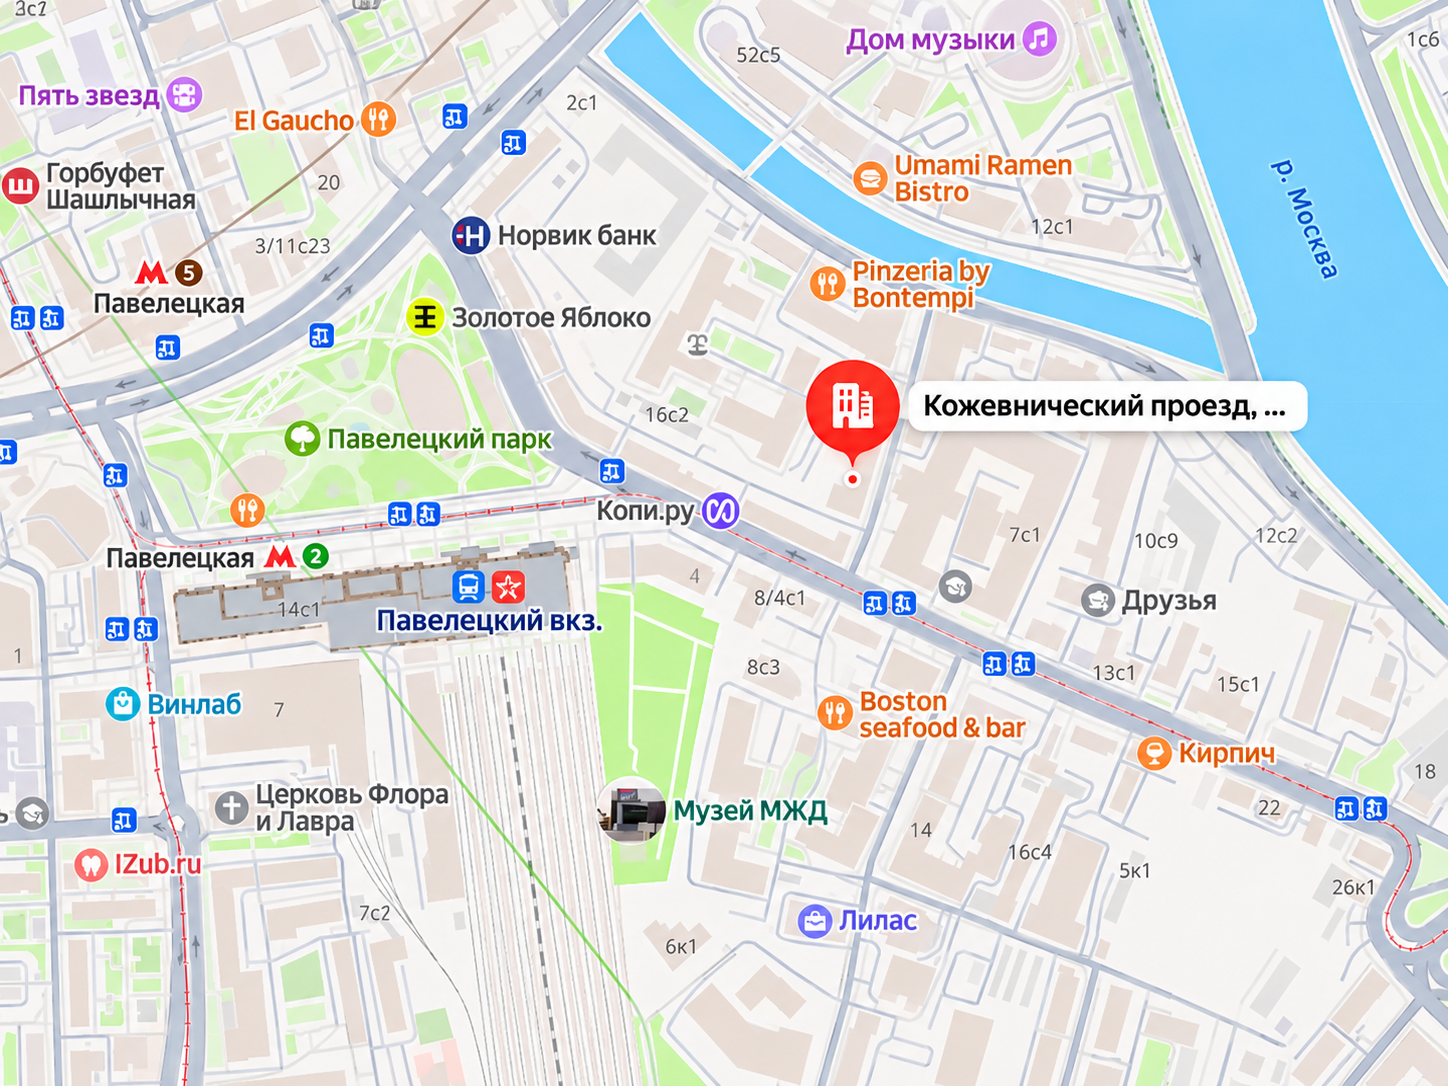 3с2
52с5
Дом музыки
1с6
Пять звезд
El Gaucho
2с1
Горбуфет
Шашлычная
20
Umami Ramen
Bistro
р. Москва
3/11с23
Норвик банк
12с1
5
Павелецкая
Pinzeria by
Bontempi
Золотое Яблоко
16с2
Кожевнический проезд, ...
Павелецкий парк
Копи.ру
7с1
10с9
12с2
Павелецкая
2
4
8/4с1
Друзья
14с1
Павелецкий вкз.
1
8с3
13с1
15с1
Винлаб
7
Boston
seafood & bar
Кирпич
18
Церковь Флора
и Лавра
Музей МЖД
22
ь
14
16с4
IZub.ru
5к1
26к1
7с2
Лилас
6к1